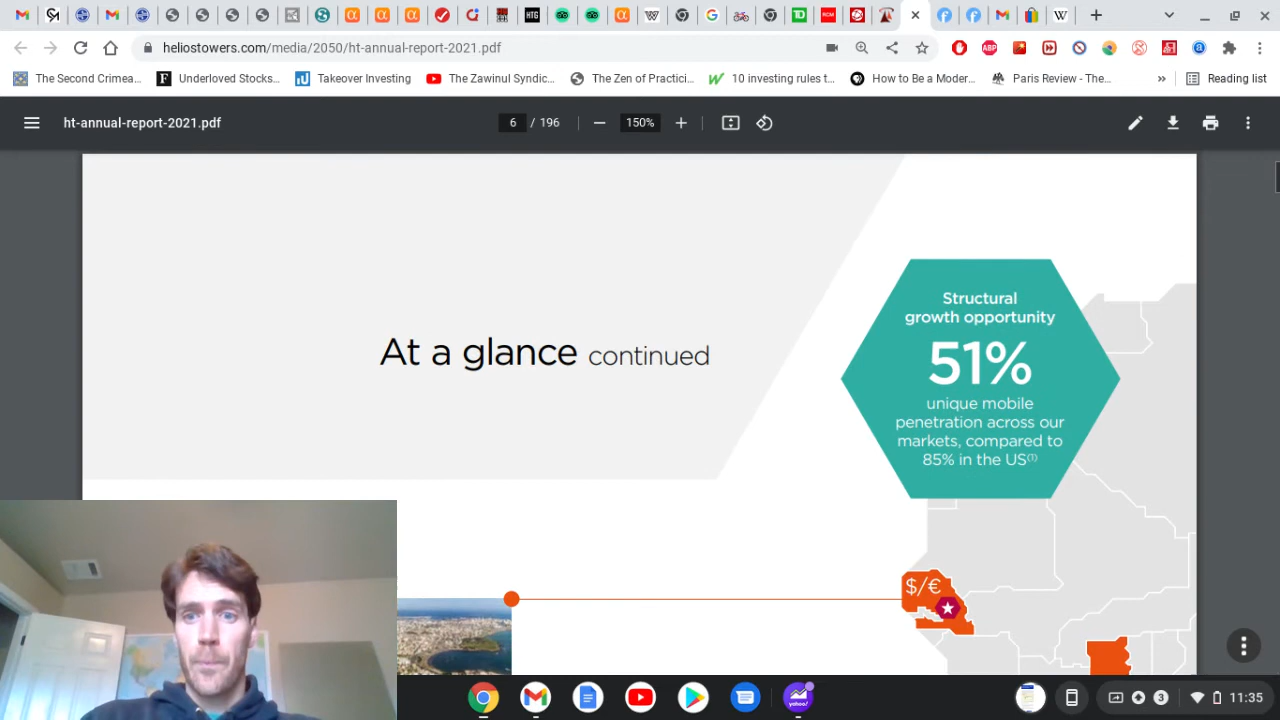 heliostowers.com/media/2050/ht-annual-report-2021.pdf
The Second Crimea...
Underloved Stocks...
Takeover Investing
The Zawinul Syndic...
The Zen of Practici...
10 investing rules t...
How to Be a Moder...
Paris Review - The...
»
Reading list
ht-annual-report-2021.pdf
6 / 196
150%
At a glance continued
Structural
growth opportunity
51%
unique mobile
penetration across our
markets, compared to
85% in the US(1)
$/€
3
11:35